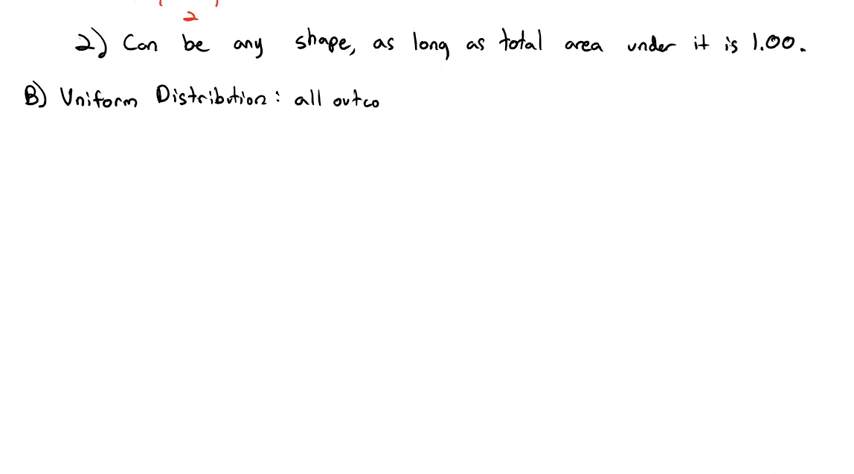 2
2) Can be any shape, as long as total area under it is 1.00.
B) Uniform Distribution: all outco